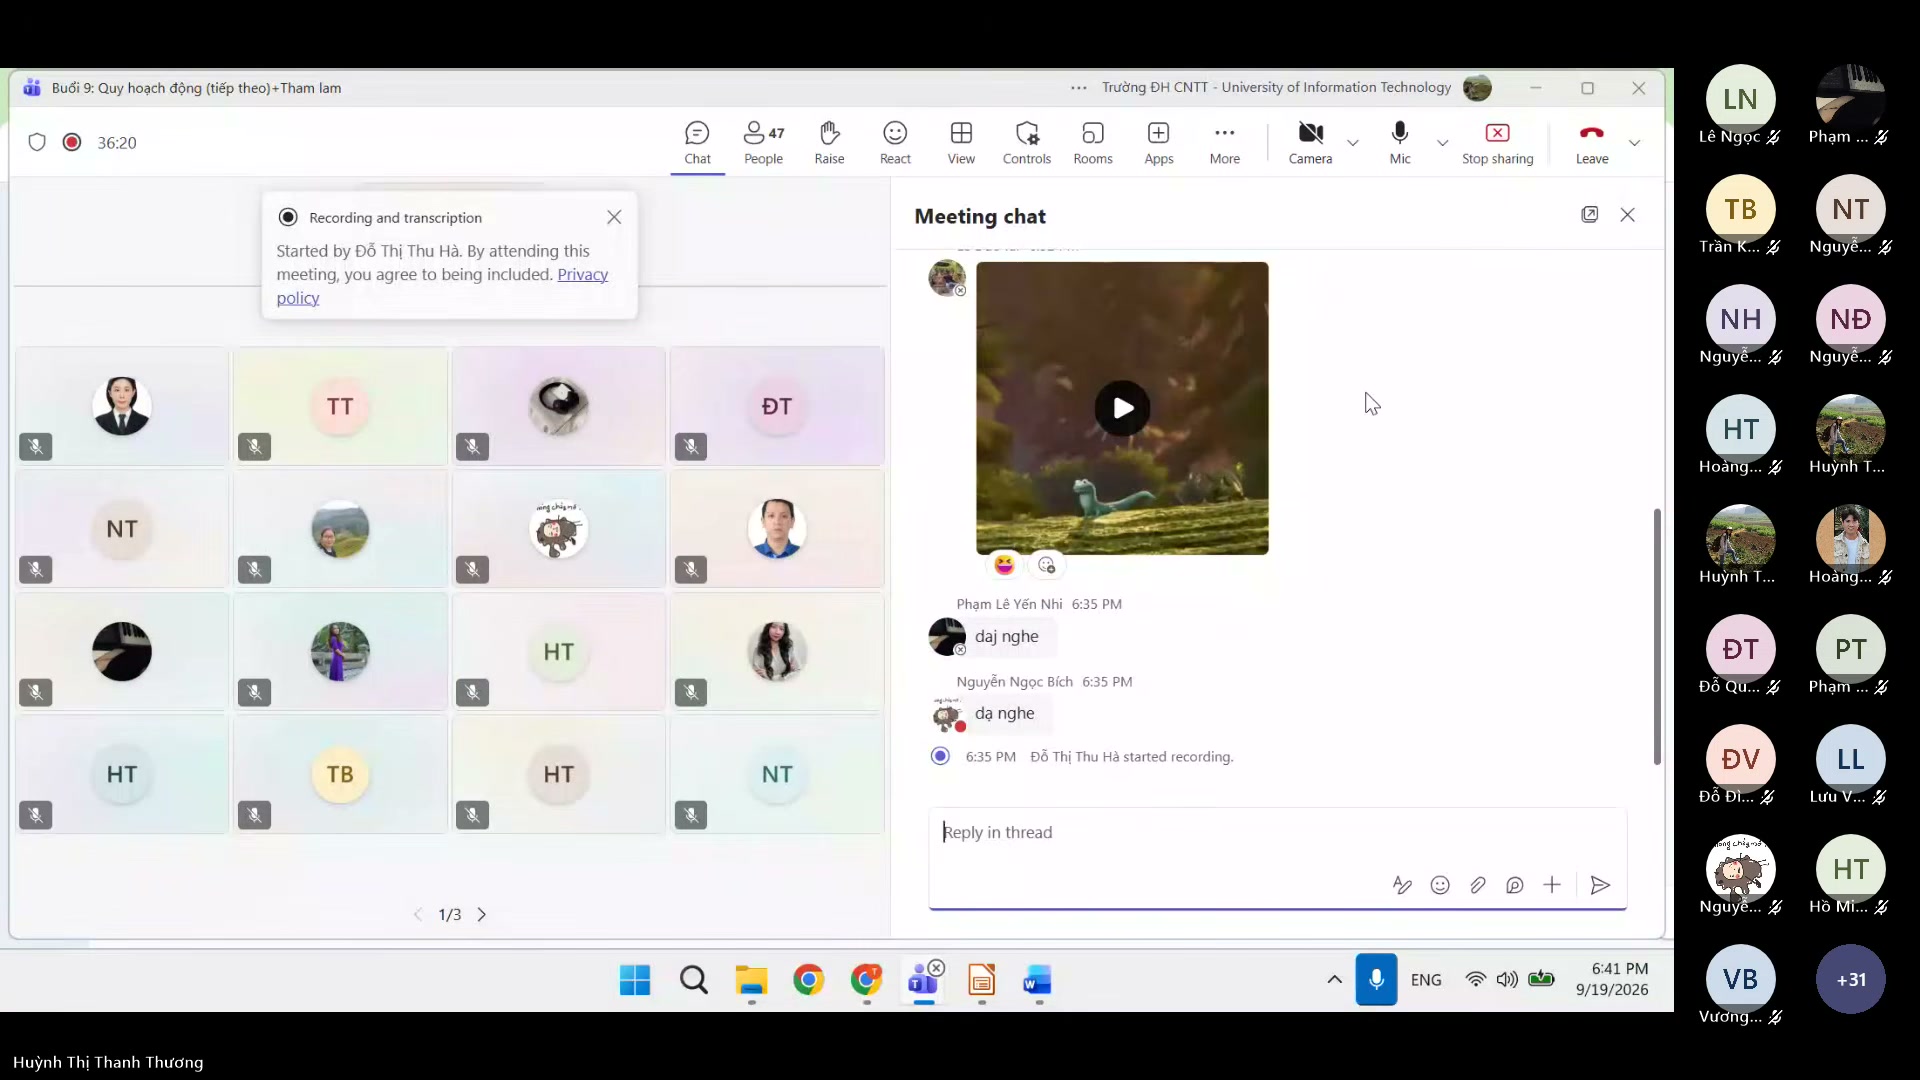 Buổi 9: Quy hoạch động (tiếp theo)+Tham lam
Trường ĐH CNTT - University of Information Technology
36:20
Chat
47
People
Raise
React
View
Controls
Rooms
Apps
More
Camera
Mic
Stop sharing
Leave
Recording and transcription
Started by Đỗ Thị Thu Hà. By attending this
meeting, you agree to being included. Privacy
policy
TT
ĐT
NT
HT
HT
TB
HT
NT
1/3
Meeting chat
Phạm Lê Yến Nhi 6:35 PM
daj nghe
Nguyễn Ngọc Bích 6:35 PM
dạ nghe
6:35 PM Đỗ Thị Thu Hà started recording.
Reply in thread
ENG
6:41 PM
9/19/2026
LN
Lê Ngọc
Phạm ...
TB
Trần K...
NT
Nguyễ...
NH
Nguyễ...
NĐ
Nguyễ...
HT
Hoàng...
Huỳnh T...
Huỳnh T...
Hoàng...
ĐT
Đỗ Qu...
PT
Phạm ...
ĐV
Đỗ Đì...
LL
Lưu V...
Nguyễ...
HT
Hồ Mi...
VB
Vương...
+31
Huỳnh Thị Thanh Thương